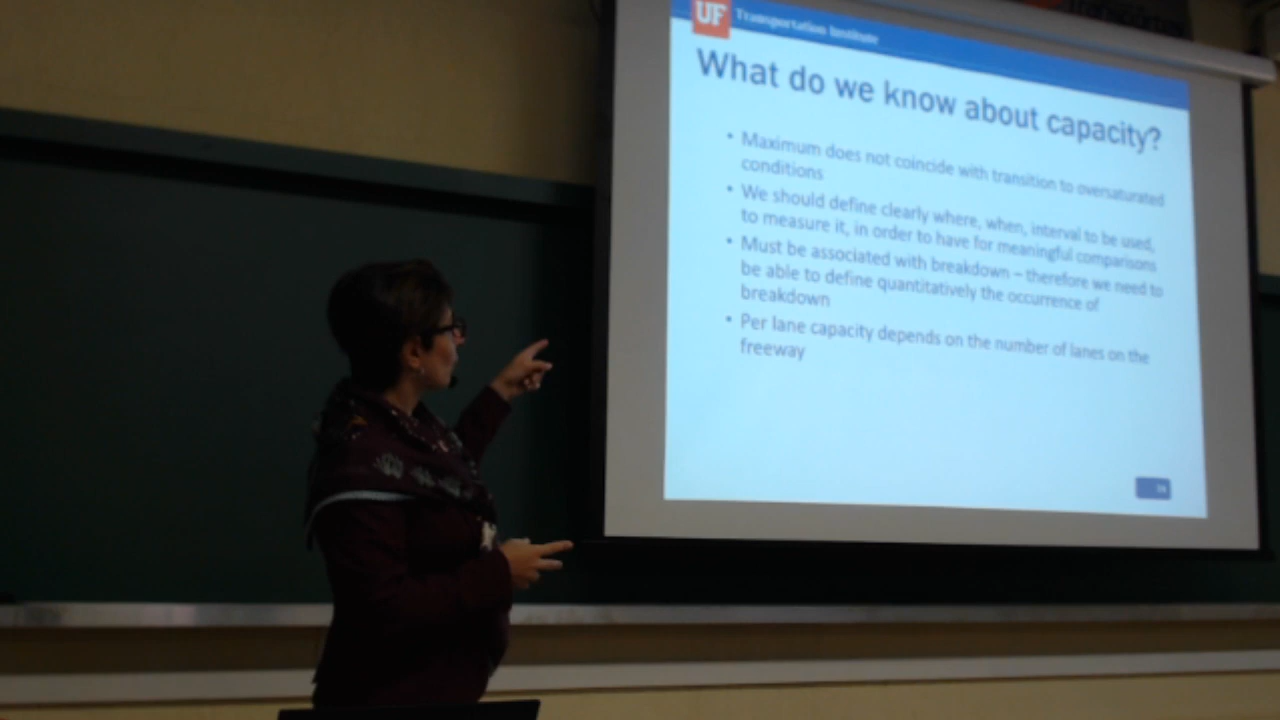 UF Transportation Institute
What do we know about capacity?
• Maximum does not coincide with transition to oversaturated
conditions
• We should define clearly where, when, interval to be used,
to measure it, in order to have for meaningful comparisons
• Must be associated with breakdown – therefore we need to
be able to define quantitatively the occurrence of
breakdown
• Per lane capacity depends on the number of lanes on the
freeway